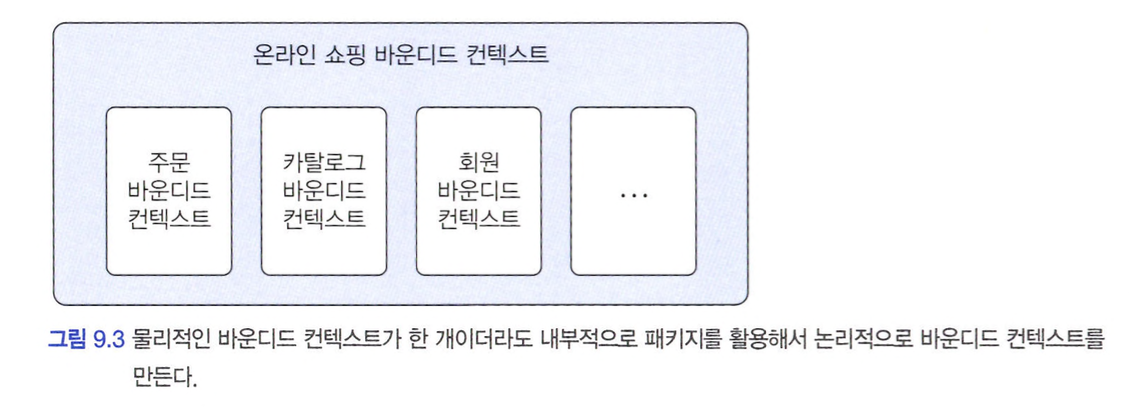 온라인 쇼핑 바운디드 컨텍스트
주문
바운디드
컨텍스트
카탈로그
바운디드
컨텍스트
회원
바운디드
컨텍스트
...
그림 9.3 물리적인 바운디드 컨텍스트가 한 개이더라도 내부적으로 패키지를 활용해서 논리적으로 바운디드 컨텍스트를
만든다.